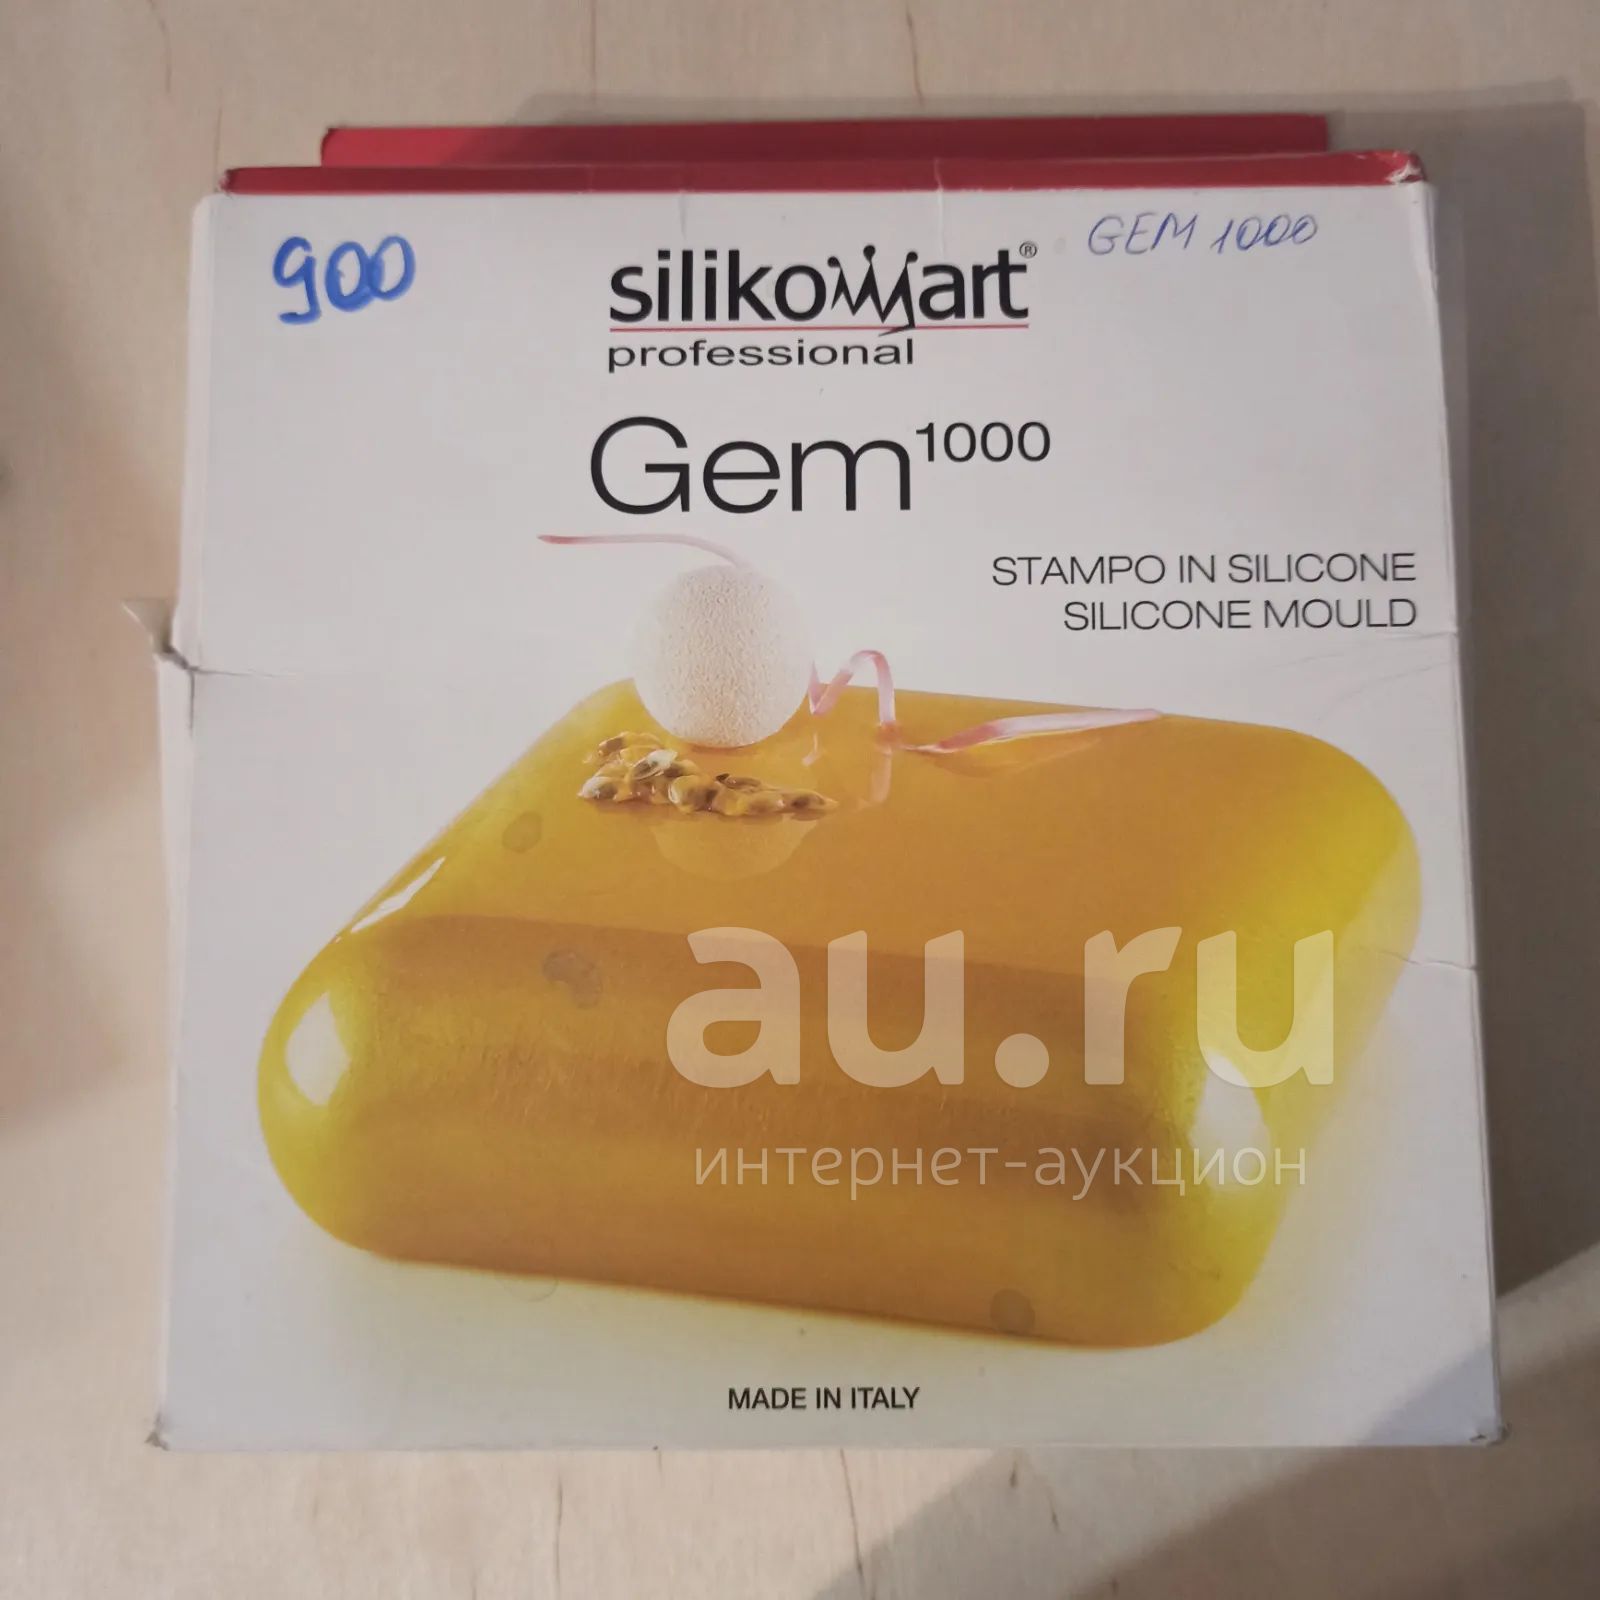 900
GEM 1000
silikomart®
professional
Gem1000
STAMPO IN SILICONE
SILICONE MOULD
au.ru
интернет-аукцион
MADE IN ITALY